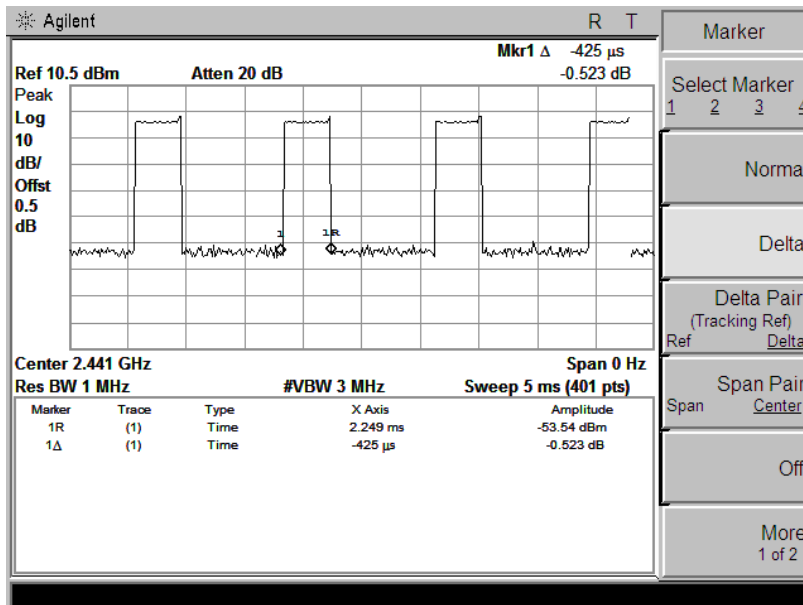 Agilent R T
Mkr1 Δ -425 μs
Ref 10.5 dBm Atten 20 dB -0.523 dB
Peak
Log
10
dB/
Offst
0.5
dB
1 1R
Center 2.441 GHz Span 0 Hz
Res BW 1 MHz #VBW 3 MHz Sweep 5 ms (401 pts)
Marker Trace Type X Axis Amplitude
1R (1) Time 2.249 ms -53.54 dBm
1Δ (1) Time -425 μs -0.523 dB
Marker
Select Marker
1 2 3 4
Norma
Delta
Delta Pair
(Tracking Ref)
Ref Delta
Span Pair
Span Center
Off
More
1 of 2